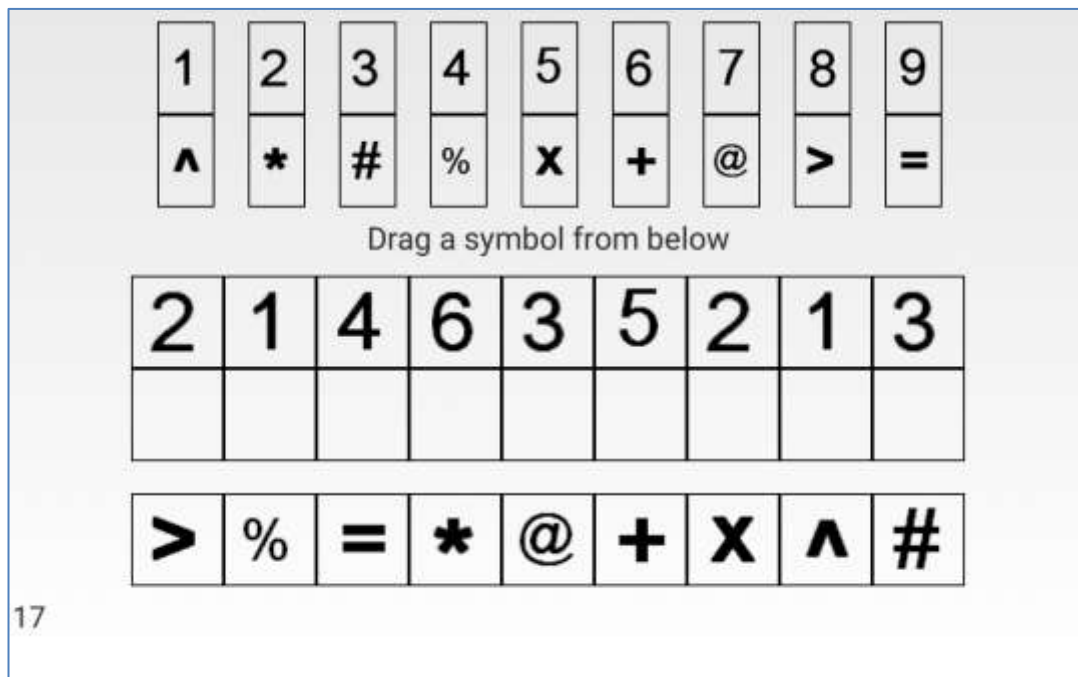 1 2 3 4 5 6 7 8 9
^ * # % x + @ > =
Drag a symbol from below
2 1 4 6 3 5 2 1 3
> % = * @ + x ^ #
17